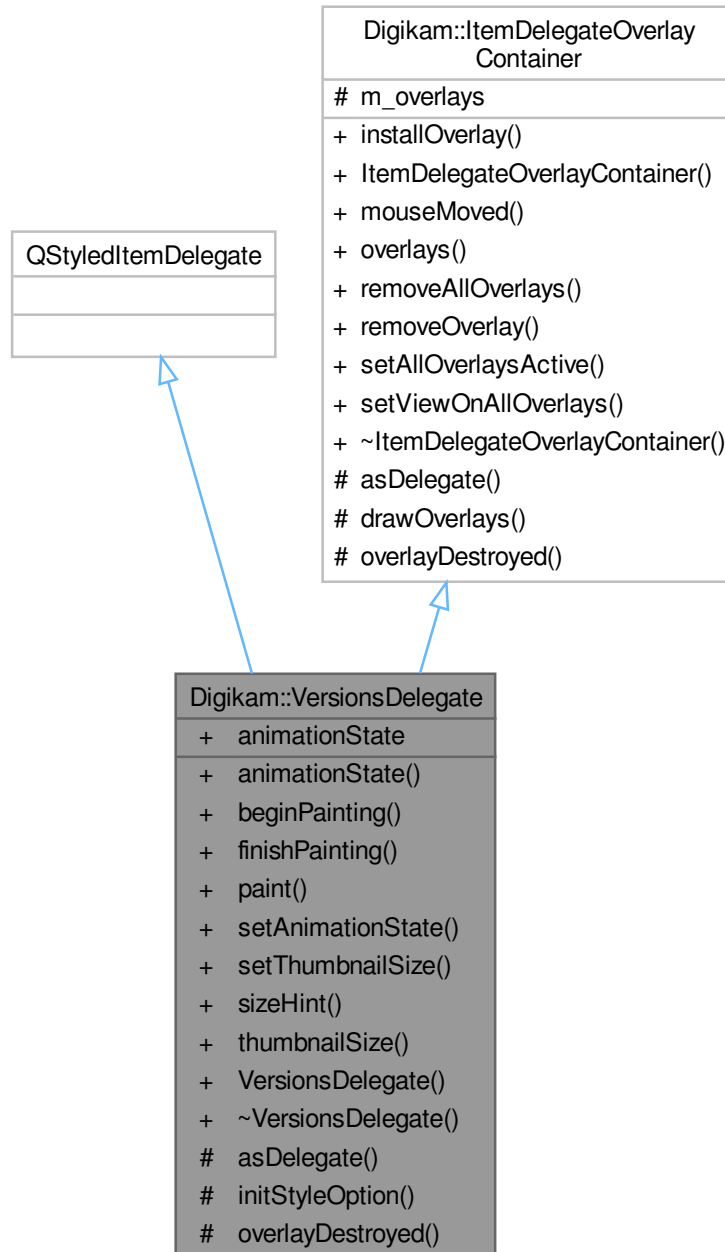 Digikam::ItemDelegateOverlay
Container
# m_overlays
+ installOverlay()
+ ItemDelegateOverlayContainer()
+ mouseMoved()
+ overlays()
+ removeAllOverlays()
+ removeOverlay()
+ setAllOverlaysActive()
+ setViewOnAllOverlays()
+ ~ItemDelegateOverlayContainer()
# asDelegate()
# drawOverlays()
# overlayDestroyed()
QStyledItemDelegate
Digikam::VersionsDelegate
+ animationState
+ animationState()
+ beginPainting()
+ finishPainting()
+ paint()
+ setAnimationState()
+ setThumbnailSize()
+ sizeHint()
+ thumbnailSize()
+ VersionsDelegate()
+ ~VersionsDelegate()
# asDelegate()
# initStyleOption()
# overlayDestroyed()